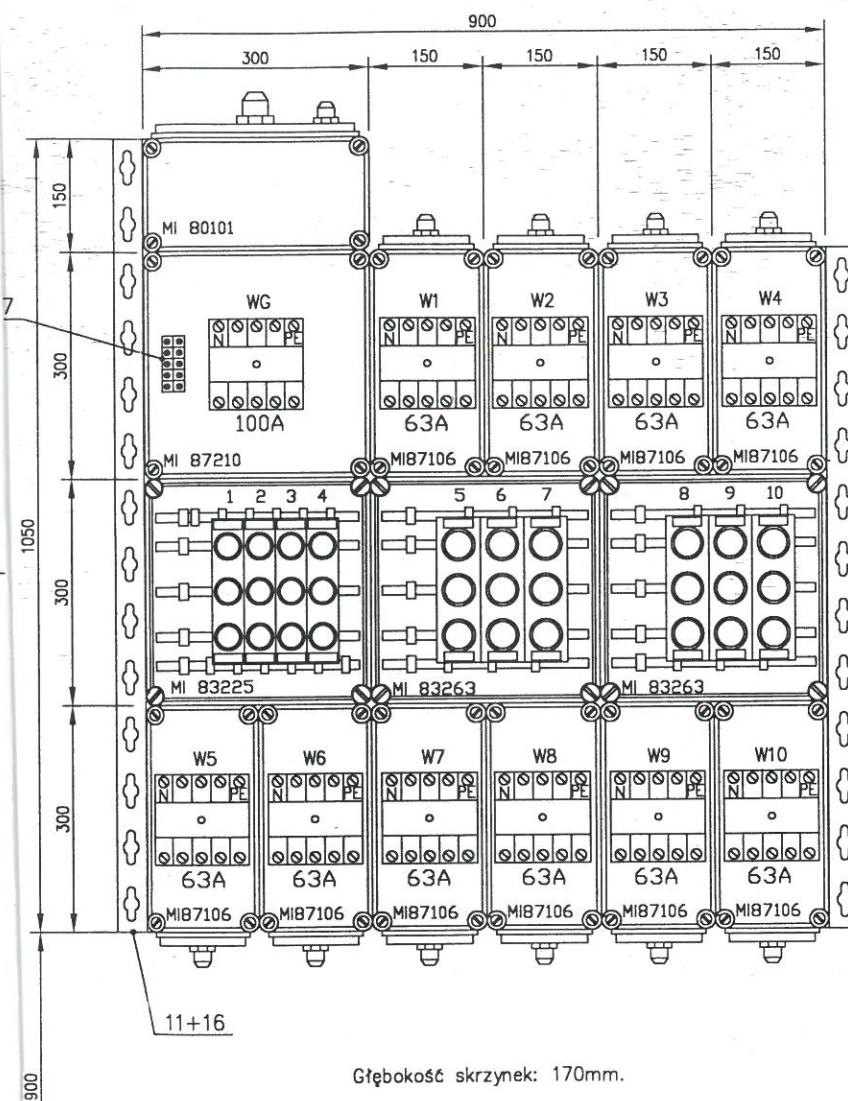 900
300 150 150 150 150
150
MI 80101
7
300
WG W1 W2 W3 W4
N PE N PE N PE N PE N PE
100A 63A 63A 63A 63A
MI 87210 MI87106 MI87106 MI87106 MI87106
1050
300
1 2 3 4 5 6 7 8 9 10
MI 83225 MI 83263 MI 83263
300
W5 W6 W7 W8 W9 W10
N PE N PE N PE N PE N PE N PE
63A 63A 63A 63A 63A 63A
MI87106 MI87106 MI87106 MI87106 MI87106 MI87106
11+16
900
Głębokość skrzynek: 170mm.